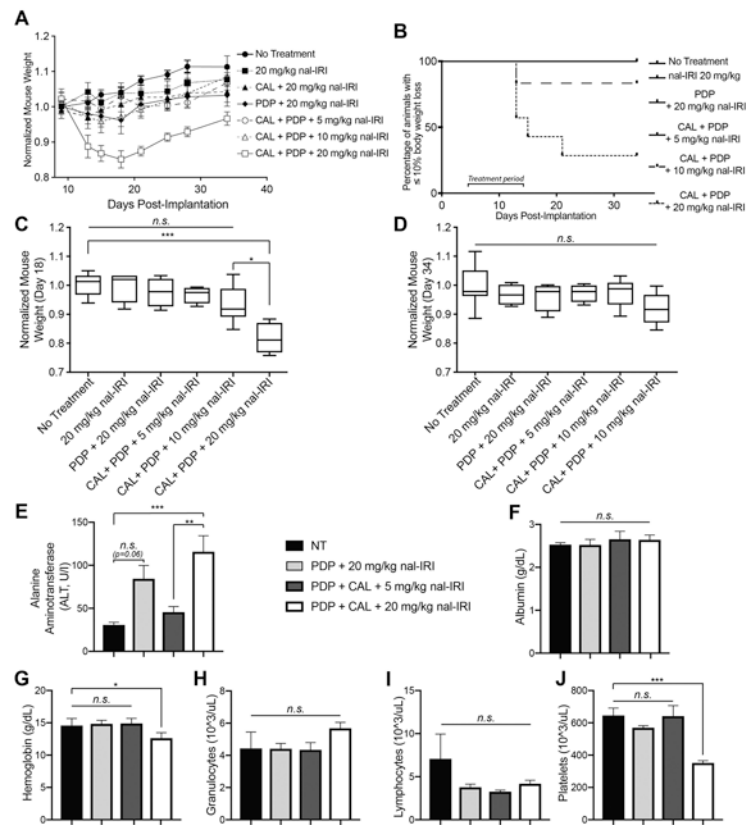 A
Normalized Mouse Weight
1.2
1.1
1.0
0.9
0.8
0
10
20
30
40
Days Post-Implantation
No Treatment
20 mg/kg nal-IRI
CAL + 20 mg/kg nal-IRI
PDP + 20 mg/kg nal-IRI
CAL + PDP + 5 mg/kg nal-IRI
CAL + PDP + 10 mg/kg nal-IRI
CAL + PDP + 20 mg/kg nal-IRI
B
Percentage of animals with
≤ 10% body weight loss
100
50
0
Treatment period
0
10
20
30
Days Post-Implantation
No Treatment
nal-IRI 20 mg/kg
PDP
+ 20 mg/kg nal-IRI
CAL + PDP
+ 5 mg/kg nal-IRI
CAL + PDP
+ 10 mg/kg nal-IRI
CAL + PDP
+ 20 mg/kg nal-IRI
C
Normalized Mouse
Weight (Day 18)
1.2
1.1
1.0
0.9
0.8
0.7
n.s.
***
*
No Treatment
20 mg/kg nal-IRI
PDP + 20 mg/kg nal-IRI
CAL+ PDP + 5 mg/kg nal-IRI
CAL + PDP + 10 mg/kg nal-IRI
CAL + PDP + 20 mg/kg nal-IRI
D
Normalized Mouse
Weight (Day 34)
1.2
1.1
1.0
0.9
0.8
0.7
n.s.
No Treatment
20 mg/kg nal-IRI
PDP + 20 mg/kg nal-IRI
CAL+ PDP + 5 mg/kg nal-IRI
CAL+ PDP + 10 mg/kg nal-IRI
CAL+ PDP + 10 mg/kg nal-IRI
E
Alanine
Aminotransferase
(ALT, U/l)
150
100
50
0
***
**
n.s.
(p=0.06)
NT
PDP + 20 mg/kg nal-IRI
PDP + CAL + 5 mg/kg nal-IRI
PDP + CAL + 20 mg/kg nal-IRI
F
Albumin (g/dL)
3
2
1
0
n.s.
G
Hemoglobin (g/dL)
20
15
10
5
0
*
n.s.
H
Granulocytes (10^3/uL)
8
6
4
2
0
n.s.
I
Lymphocytes (10^3/uL)
15
10
5
0
n.s.
J
Platelets (10^3/uL)
800
600
400
200
0
***
n.s.